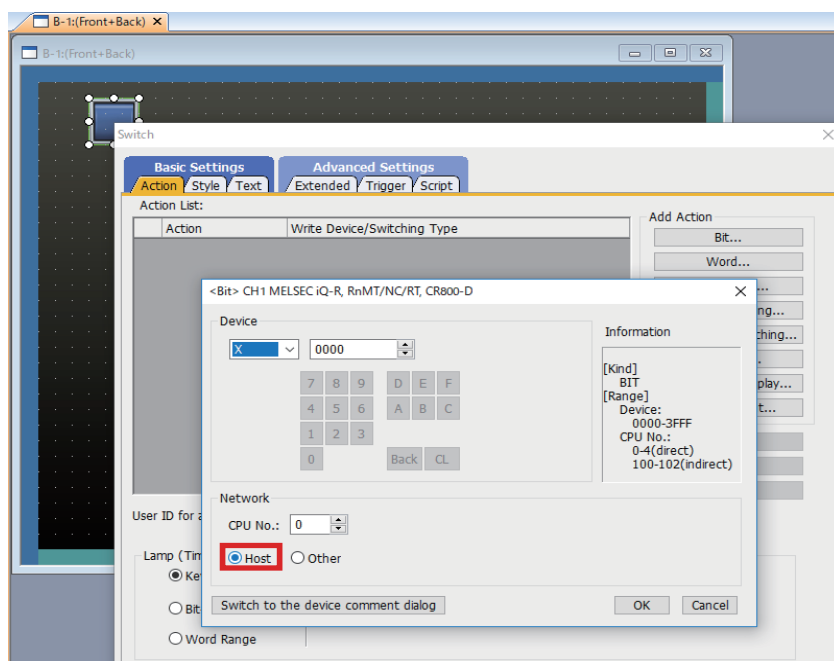 B-1:(Front+Back)
B-1:(Front+Back)
Switch
Basic Settings
Advanced Settings
Action
Style
Text
Extended
Trigger
Script
Action List:
Action
Write Device/Switching Type
Add Action
Bit...
Word...
...
ng...
ching...
.
play...
t...
<Bit> CH1 MELSEC iQ-R, RnMT/NC/RT, CR800-D
Device
X
0000
7 8 9 D E F
4 5 6 A B C
1 2 3
0 Back CL
Information
[Kind]
BIT
[Range]
Device:
0000-3FFF
CPU No.:
0-4(direct)
100-102(indirect)
Network
CPU No.: 0
Host Other
Switch to the device comment dialog
OK
Cancel
User ID for
Lamp (Tim
Ke
Bit
Word Range